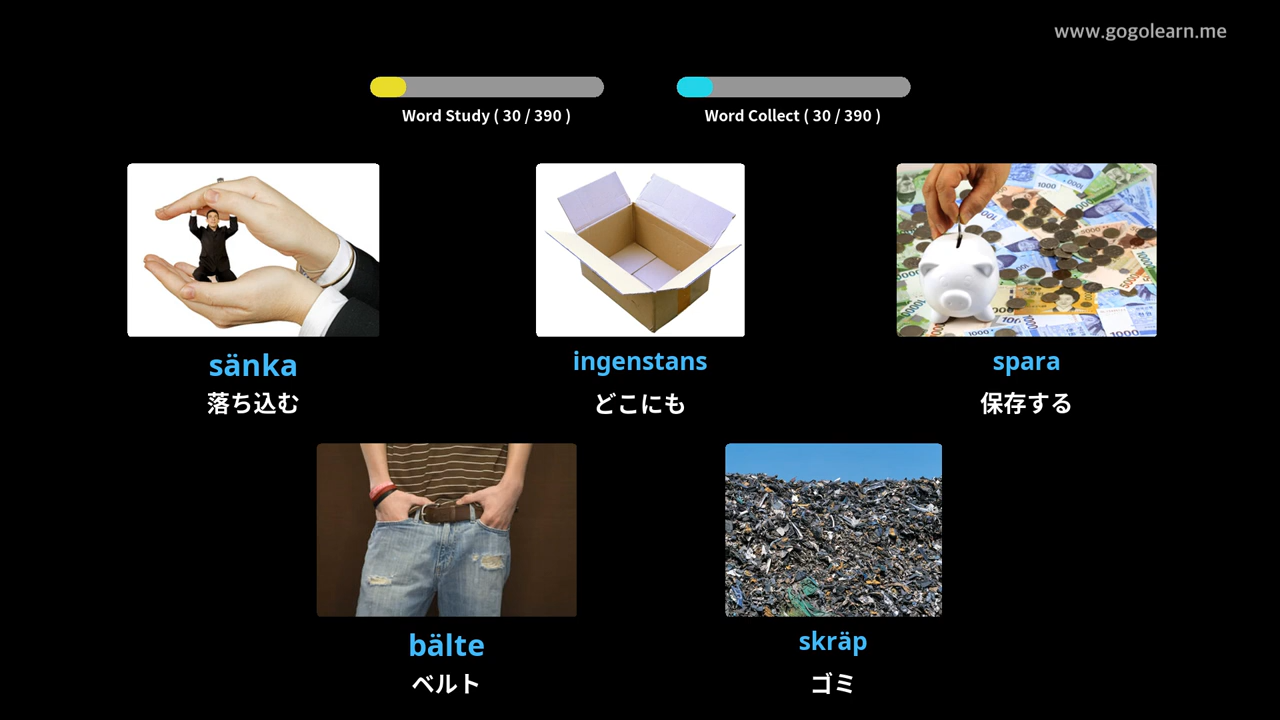 www.gogolearn.me
Word Study ( 30 / 390 )
Word Collect ( 30 / 390 )
sänka
落ち込む
ingenstans
どこにも
spara
保存する
bälte
ベルト
skräp
ゴミ